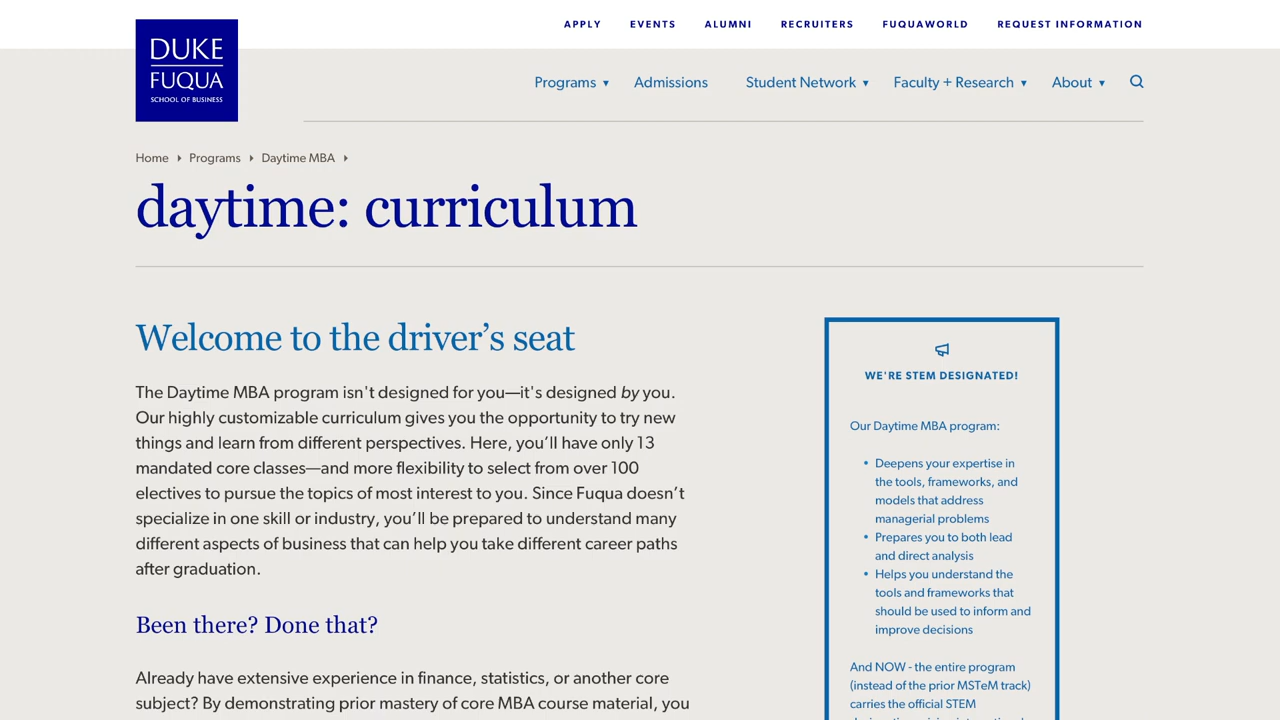 APPLY EVENTS ALUMNI RECRUITERS FUQUAWORLD REQUEST INFORMATION
DUKE
FUQUA
SCHOOL OF BUSINESS
Programs ▼ Admissions Student Network ▼ Faculty + Research ▼ About ▼
Home Programs Daytime MBA
daytime: curriculum
Welcome to the driver’s seat
The Daytime MBA program isn't designed for you—it's designed by you.
Our highly customizable curriculum gives you the opportunity to try new
things and learn from different perspectives. Here, you’ll have only 13
mandated core classes—and more flexibility to select from over 100
electives to pursue the topics of most interest to you. Since Fuqua doesn’t
specialize in one skill or industry, you’ll be prepared to understand many
different aspects of business that can help you take different career paths
after graduation.
Been there? Done that?
Already have extensive experience in finance, statistics, or another core
subject? By demonstrating prior mastery of core MBA course material, you
WE'RE STEM DESIGNATED!
Our Daytime MBA program:
• Deepens your expertise in
the tools, frameworks, and
models that address
managerial problems
• Prepares you to both lead
and direct analysis
• Helps you understand the
tools and frameworks that
should be used to inform and
improve decisions
And NOW - the entire program
(instead of the prior MSTeM track)
carries the official STEM